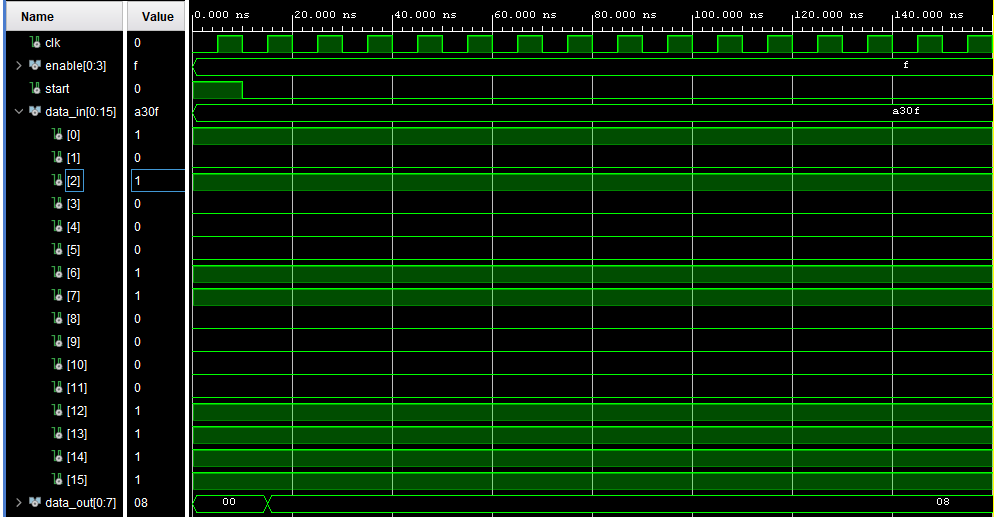 Name Value 0.000 ns 20.000 ns 40.000 ns 60.000 ns 80.000 ns 100.000 ns 120.000 ns 140.000 ns
clk 0
enable[0:3] f f
start 0
data_in[0:15] a30f a30f
[0] 1
[1] 0
[2] 1
[3] 0
[4] 0
[5] 0
[6] 1
[7] 1
[8] 0
[9] 0
[10] 0
[11] 0
[12] 1
[13] 1
[14] 1
[15] 1
data_out[0:7] 08 00 08